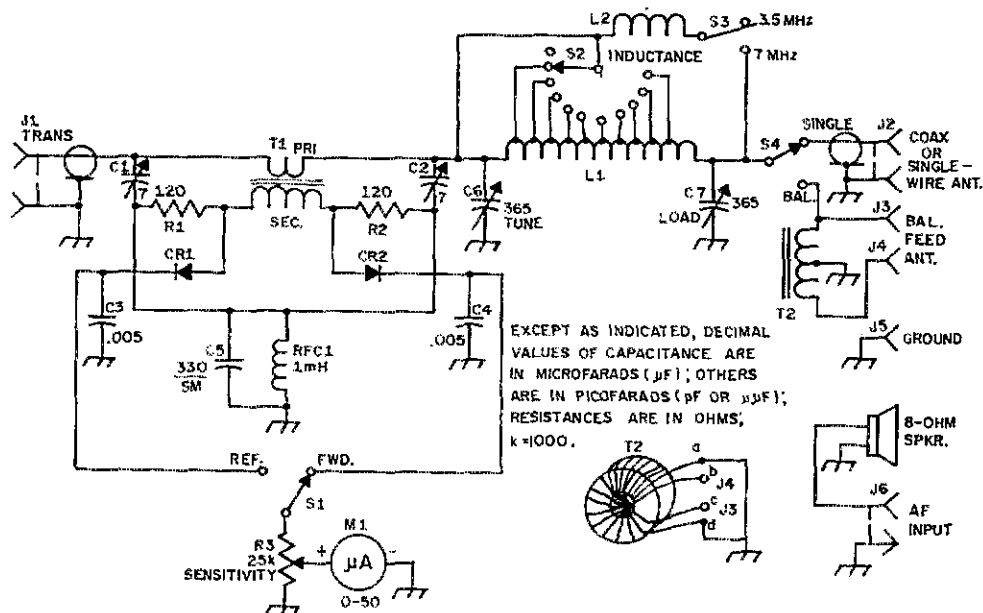 L2
S3
3.5 MHz
S2
INDUCTANCE
7 MHz
J1
TRANS
T1
PRI
C1
7
C2
7
120
R1
SEC.
120
R2
C6
365
TUNE
L1
C7
365
LOAD
S4
SINGLE
J2
COAX
OR
SINGLE-
WIRE ANT.
BAL.
J3
BAL.
FEED
ANT.
J4
T2
CR1
CR2
C3
.005
C4
.005
C5
330
SM
RFC1
1mH
J5
GROUND
EXCEPT AS INDICATED, DECIMAL
VALUES OF CAPACITANCE ARE
IN MICROFARADS (µF); OTHERS
ARE IN PICOFARADS (pF OR µµF);
RESISTANCES ARE IN OHMS;
k=1000.
T2
a
b
J4
c
J3
d
8-OHM
SPKR.
J6
AF
INPUT
REF.
FWD.
S1
R3
25k
SENSITIVITY
M1
+
-
µA
0-50